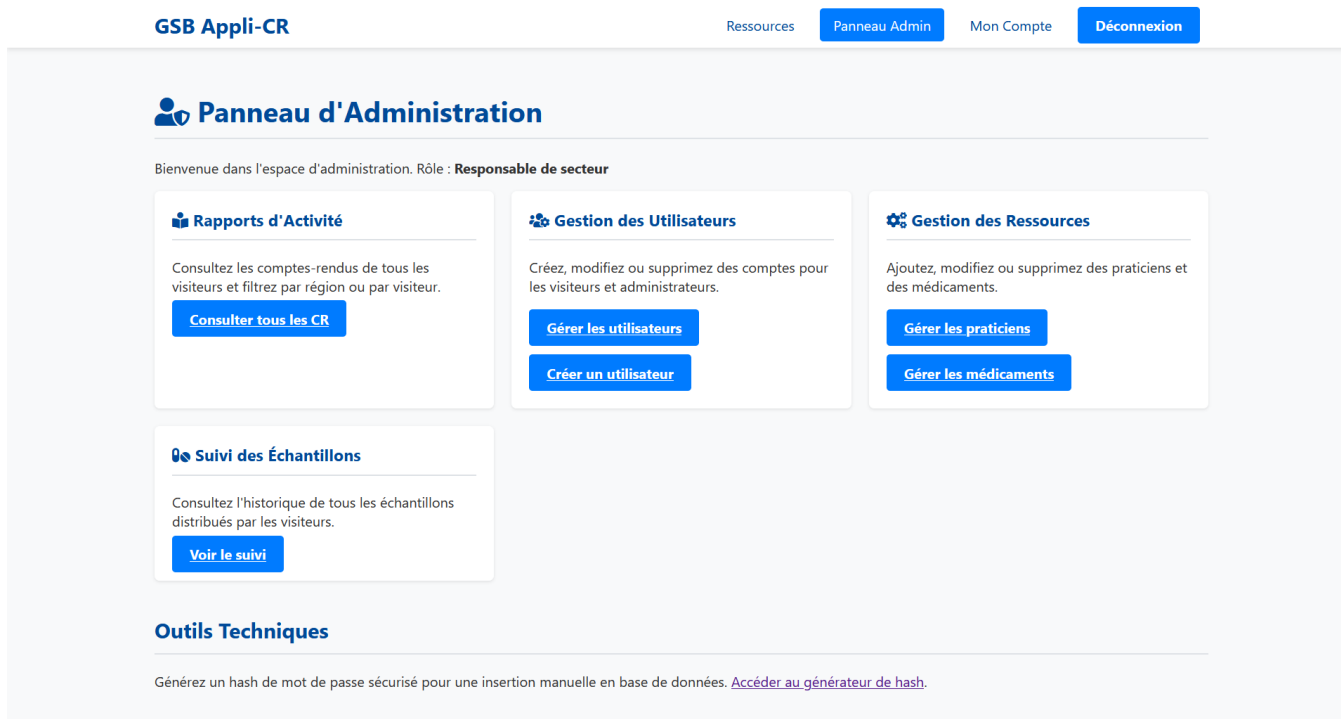 GSB Appli-CR
Ressources
Panneau Admin
Mon Compte
Déconnexion
Panneau d'Administration
Bienvenue dans l'espace d'administration. Rôle : Responsable de secteur
Rapports d'Activité
Consultez les comptes-rendus de tous les
visiteurs et filtrez par région ou par visiteur.
Consulter tous les CR
Gestion des Utilisateurs
Créez, modifiez ou supprimez des comptes pour
les visiteurs et administrateurs.
Gérer les utilisateurs
Créer un utilisateur
Gestion des Ressources
Ajoutez, modifiez ou supprimez des praticiens et
des médicaments.
Gérer les praticiens
Gérer les médicaments
Suivi des Échantillons
Consultez l'historique de tous les échantillons
distribués par les visiteurs.
Voir le suivi
Outils Techniques
Générez un hash de mot de passe sécurisé pour une insertion manuelle en base de données. Accéder au générateur de hash.